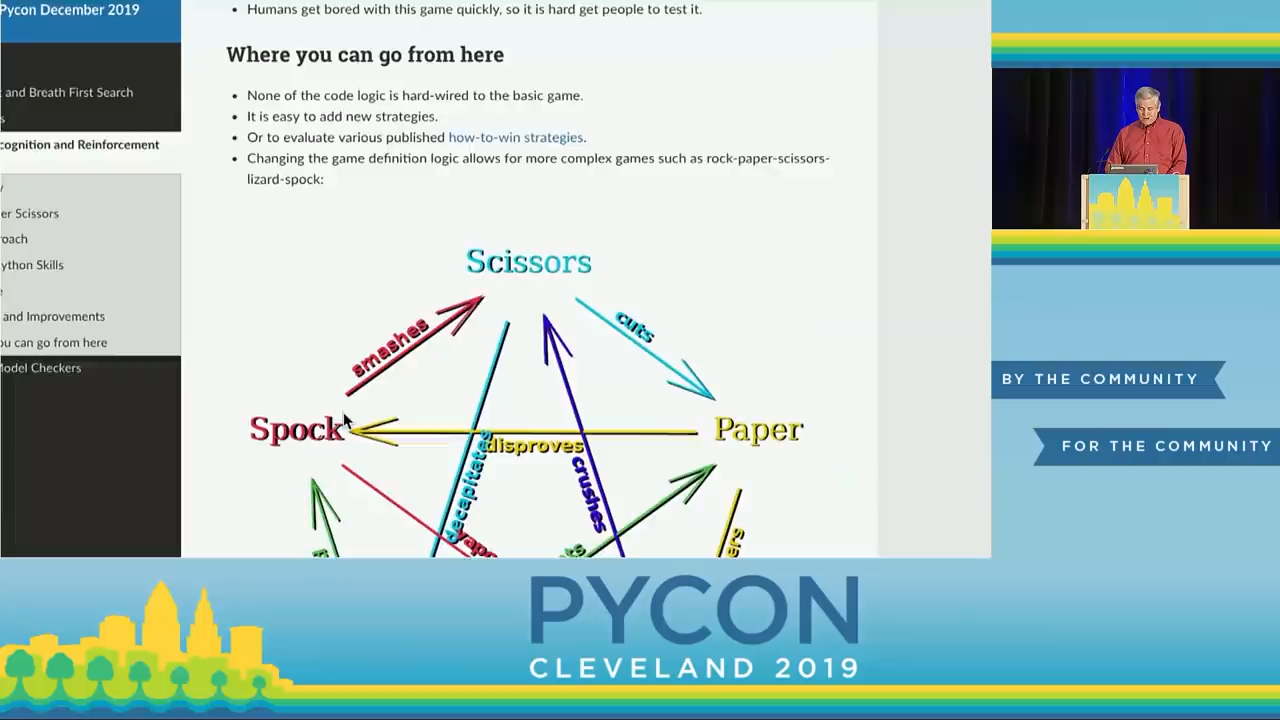 Pycon December 2019
and Breath First Search
cognition and Reinforcement
er Scissors
roach
ython Skills
and Improvements
ou can go from here
Model Checkers
• Humans get bored with this game quickly, so it is hard get people to test it.
Where you can go from here
• None of the code logic is hard-wired to the basic game.
• It is easy to add new strategies.
• Or to evaluate various published how-to-win strategies.
• Changing the game definition logic allows for more complex games such as rock-paper-scissors-
lizard-spock:
Scissors
smashes
cuts
Spock
disproves
Paper
decapitates
crushes
BY THE COMMUNITY
FOR THE COMMUNITY
PYCON
CLEVELAND 2019